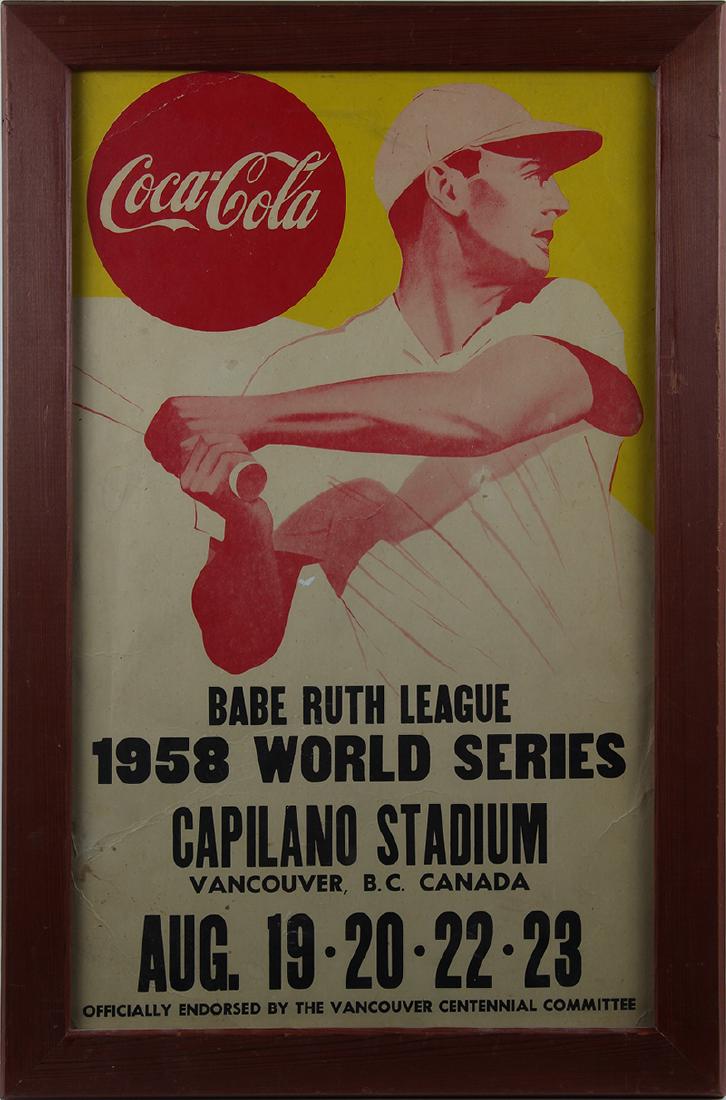 Coca-Cola
BABE RUTH LEAGUE
1958 WORLD SERIES
CAPILANO STADIUM
VANCOUVER, B.C. CANADA
AUG. 19·20·22·23
OFFICIALLY ENDORSED BY THE VANCOUVER CENTENNIAL COMMITTEE